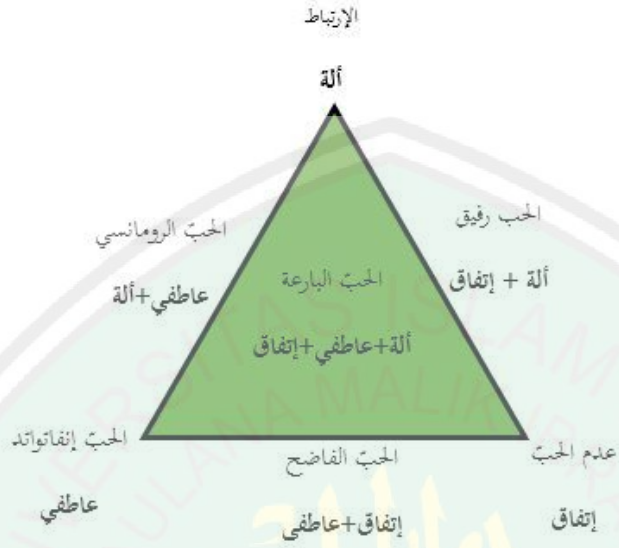 الإرتباط
ألة
الحب رفيق
ألة + إتفاق
الحبّ الرومانسي
عاطفي+ألة
الحبّ البارعة
ألة+عاطفي+إتفاق
عدم الحبّ
إتفاق
الحبّ الفاضح
إتفاق+عاطفي
الحبّ إنفاتواتد
عاطفي